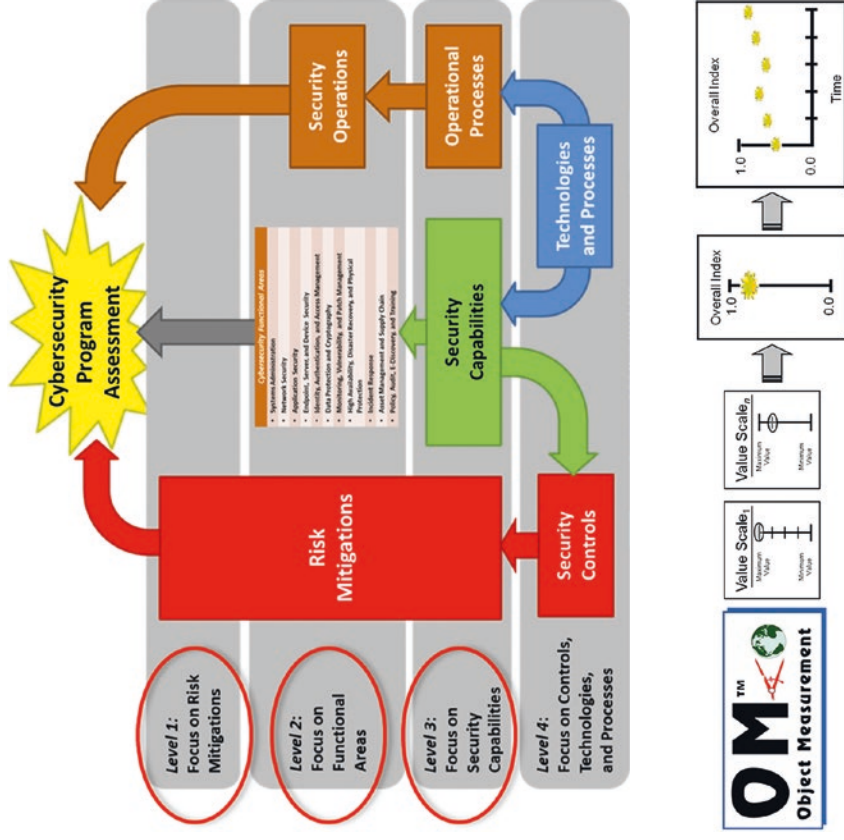 Cybersecurity
Program
Assessment
Level 1:
Focus on Risk
Mitigations
Level 2:
Focus on
Functional
Areas
Level 3:
Focus on
Security
Capabilities
Level 4:
Focus on Controls,
Technologies,
and Processes
Risk
Mitigations
Security
Controls
Cybersecurity Functional Areas
• Systems Administration
• Network Security
• Application Security
• Endpoint, Server, and Device Security
• Identity, Authentication, and Access Management
• Data Protection and Cryptography
• Monitoring, Vulnerability, and Patch Management
• High Availability, Disaster Recovery, and Physical
Protection
• Incident Response
• Asset Management and Supply Chain
• Policy, Audit, E-Discovery, and Training
Security
Capabilities
Security
Operations
Operational
Processes
Technologies
and Processes
OM™
Object Measurement
Value Scale1
Maximum
Value
Minimum
Value
Value Scalen
Maximum
Value
Minimum
Value
Overall Index
1.0
0.0
Overall Index
1.0
0.0
Time